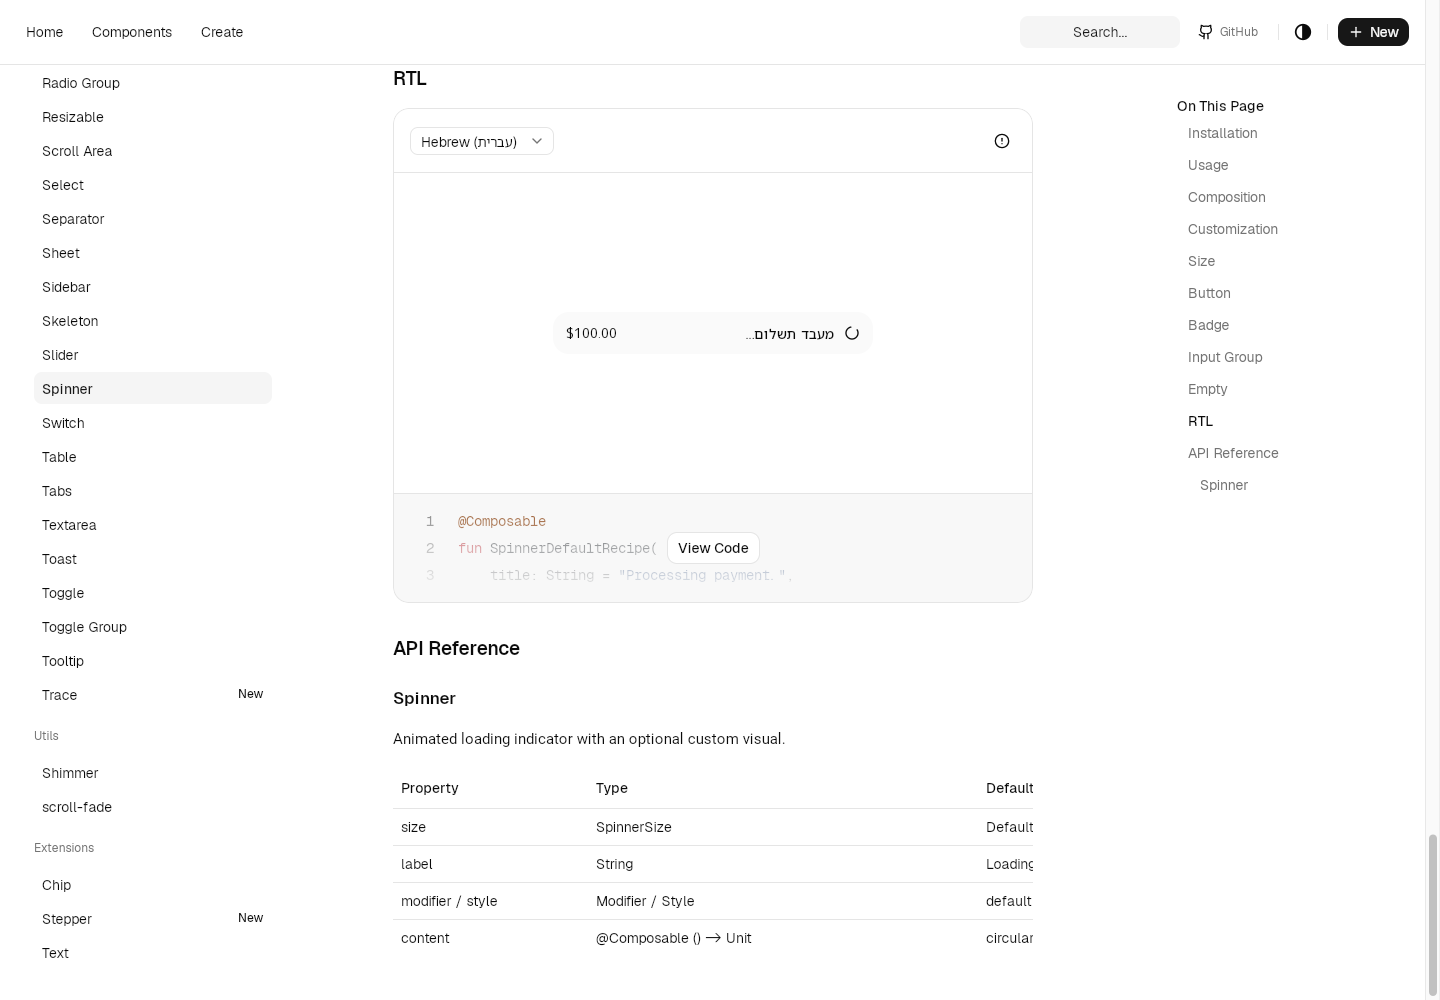 Home Components Create Search... GitHub New
Radio Group
Resizable
Scroll Area
Select
Separator
Sheet
Sidebar
Skeleton
Slider
Spinner
Switch
Table
Tabs
Textarea
Toast
Toggle
Toggle Group
Tooltip
Trace New
Utils
Shimmer
scroll-fade
Extensions
Chip
Stepper New
Text
RTL
Hebrew (עברית)
מעבד תשלום...
$100.00
1 @Composable
2 fun SpinnerDefaultRecipe(
View Code
3 title: String = "Processing payment.",
API Reference
Spinner
Animated loading indicator with an optional custom visual.
Property Type Default
size SpinnerSize Default
label String Loading
modifier / style Modifier / Style default
content @Composable () -> Unit circular
On This Page
Installation
Usage
Composition
Customization
Size
Button
Badge
Input Group
Empty
RTL
API Reference
Spinner